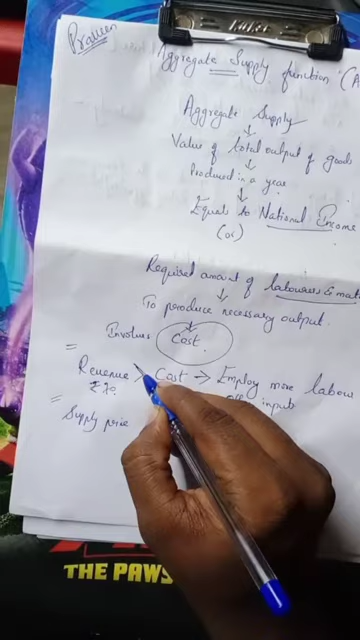 Praveen
Aggregate Supply function (A
Aggregate Supply
Value of total output of goods
Produced in a year
Equals to National Income
(or)
Required amount of labourers & mat
To produce necessary output.
Involves Cost.
=
Revenue > Cost → Employ more labour
inputs
=
Supply price
THE PAWS